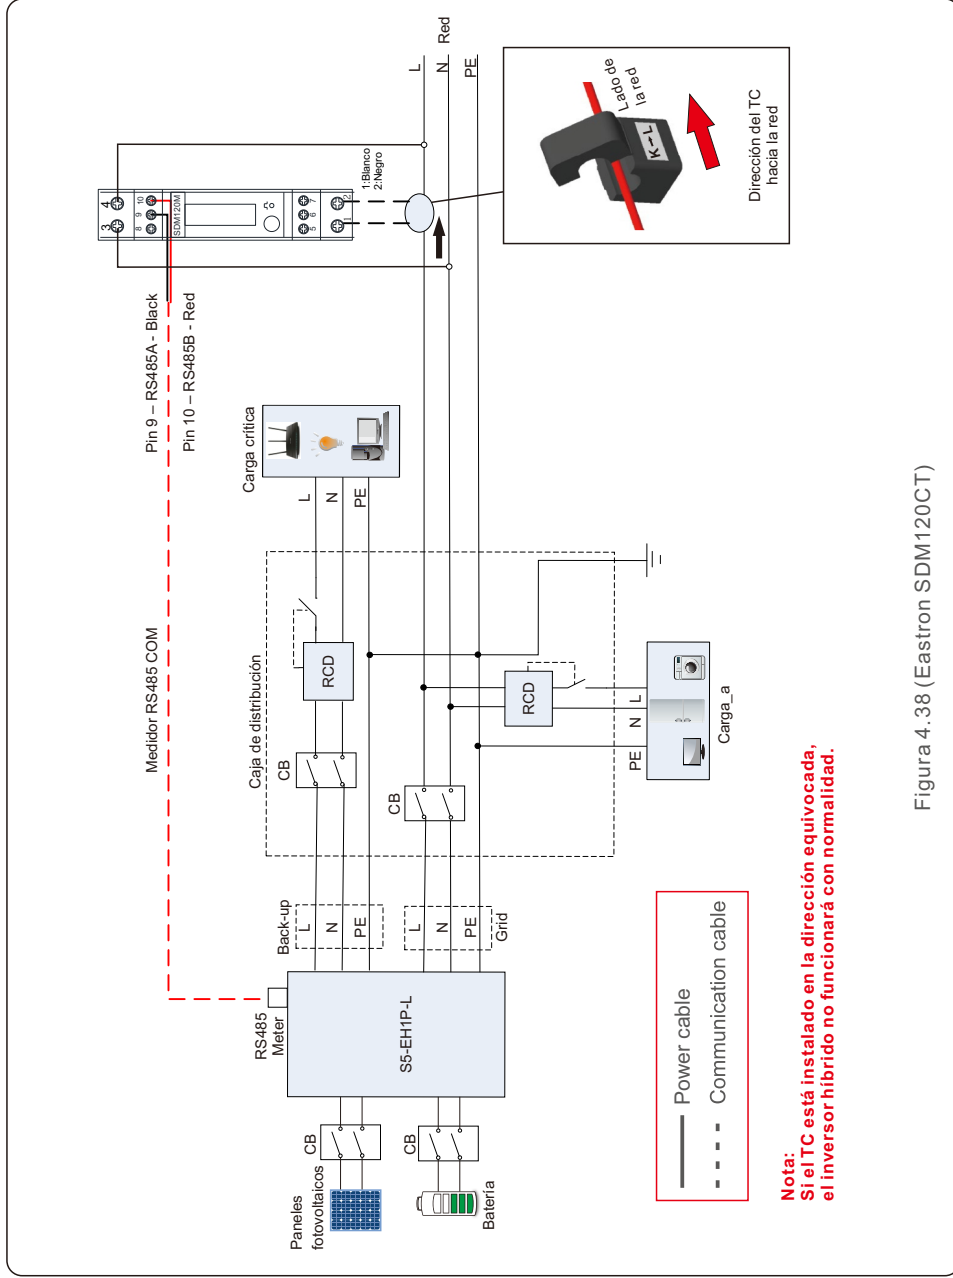 Paneles
fotovoltaicos
CB
Batería
CB
RS485
Meter
S5-EH1P-L
Back-up
L
N
PE
L
N
PE
Grid
Medidor RS485 COM
Caja de distribución
CB
RCD
CB
RCD
PE
N
L
Carga_a
Carga crítica
L
N
PE
Pin 9 – RS485A - Black
Pin 10 – RS485B - Red
3
4
8
9
10
SDM120M
5
6
7
1
2
1:Blanco
2:Negro
L
N
PE
Red
Lado de
la red
K→L
Dirección del TC
hacia la red
Power cable
Communication cable
Nota:
Si el TC está instalado en la dirección equivocada,
el inversor híbrido no funcionará con normalidad.
Figura 4.38 (Eastron SDM120CT)